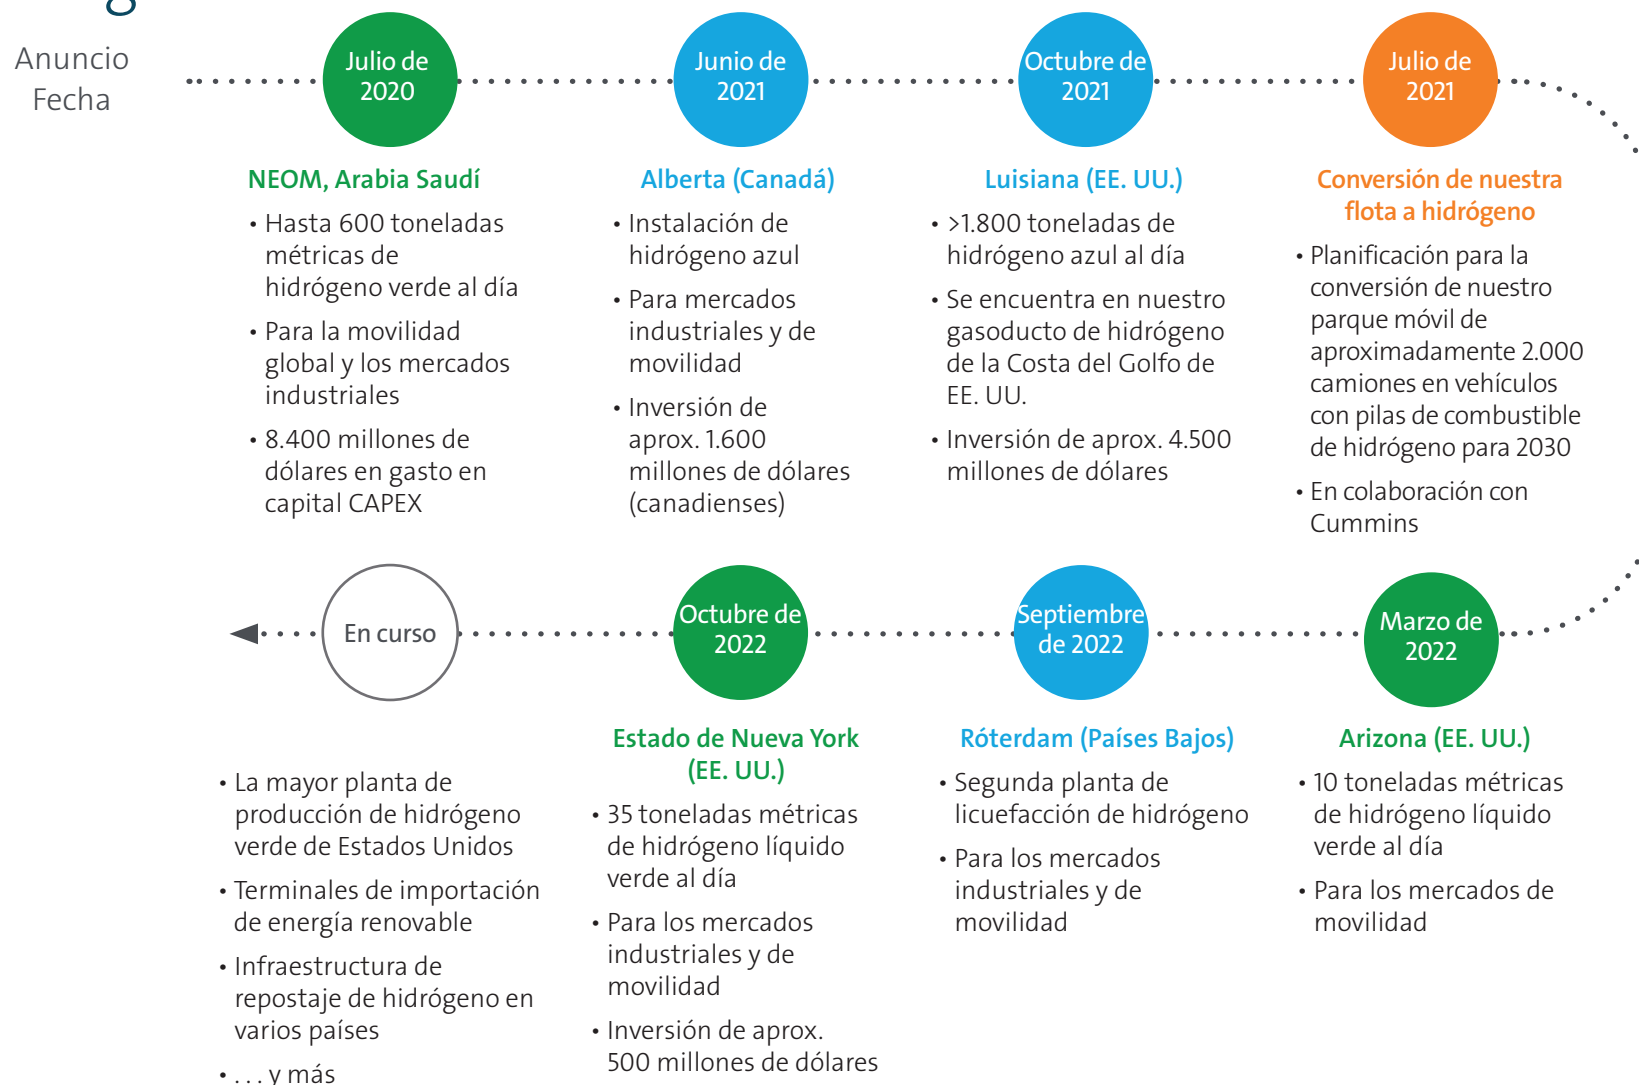 Anuncio
Fecha
Julio de
2020
Junio de
2021
Octubre de
2021
Julio de
2021
NEOM, Arabia Saudí
• Hasta 600 toneladas
métricas de
hidrógeno verde al día
• Para la movilidad
global y los mercados
industriales
• 8.400 millones de
dólares en gasto en
capital CAPEX
Alberta (Canadá)
• Instalación de
hidrógeno azul
• Para mercados
industriales y de
movilidad
• Inversión de
aprox. 1.600
millones de dólares
(canadienses)
Luisiana (EE. UU.)
• >1.800 toneladas de
hidrógeno azul al día
• Se encuentra en nuestro
gasoducto de hidrógeno
de la Costa del Golfo de
EE. UU.
• Inversión de aprox. 4.500
millones de dólares
Conversión de nuestra
flota a hidrógeno
• Planificación para la
conversión de nuestro
parque móvil de
aproximadamente 2.000
camiones en vehículos
con pilas de combustible
de hidrógeno para 2030
• En colaboración con
Cummins
En curso
Octubre de
2022
Septiembre
de 2022
Marzo de
2022
• La mayor planta de
producción de hidrógeno
verde de Estados Unidos
• Terminales de importación
de energía renovable
• Infraestructura de
repostaje de hidrógeno en
varios países
• . . . y más
Estado de Nueva York
(EE. UU.)
• 35 toneladas métricas
de hidrógeno líquido
verde al día
• Para los mercados
industriales y de
movilidad
• Inversión de aprox.
500 millones de dólares
Róterdam (Países Bajos)
• Segunda planta de
licuefacción de hidrógeno
• Para los mercados
industriales y de
movilidad
Arizona (EE. UU.)
• 10 toneladas métricas
de hidrógeno líquido
verde al día
• Para los mercados de
movilidad